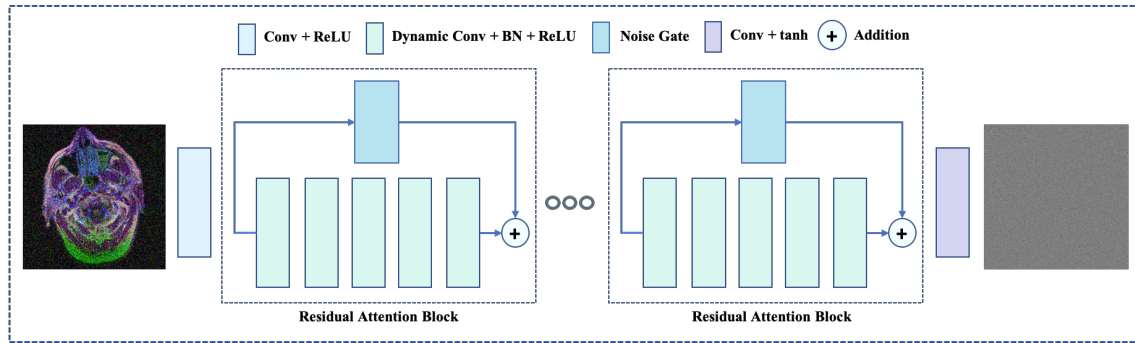 Conv + ReLU
Dynamic Conv + BN + ReLU
Noise Gate
Conv + tanh
+
Addition
+
+
Residual Attention Block
Residual Attention Block